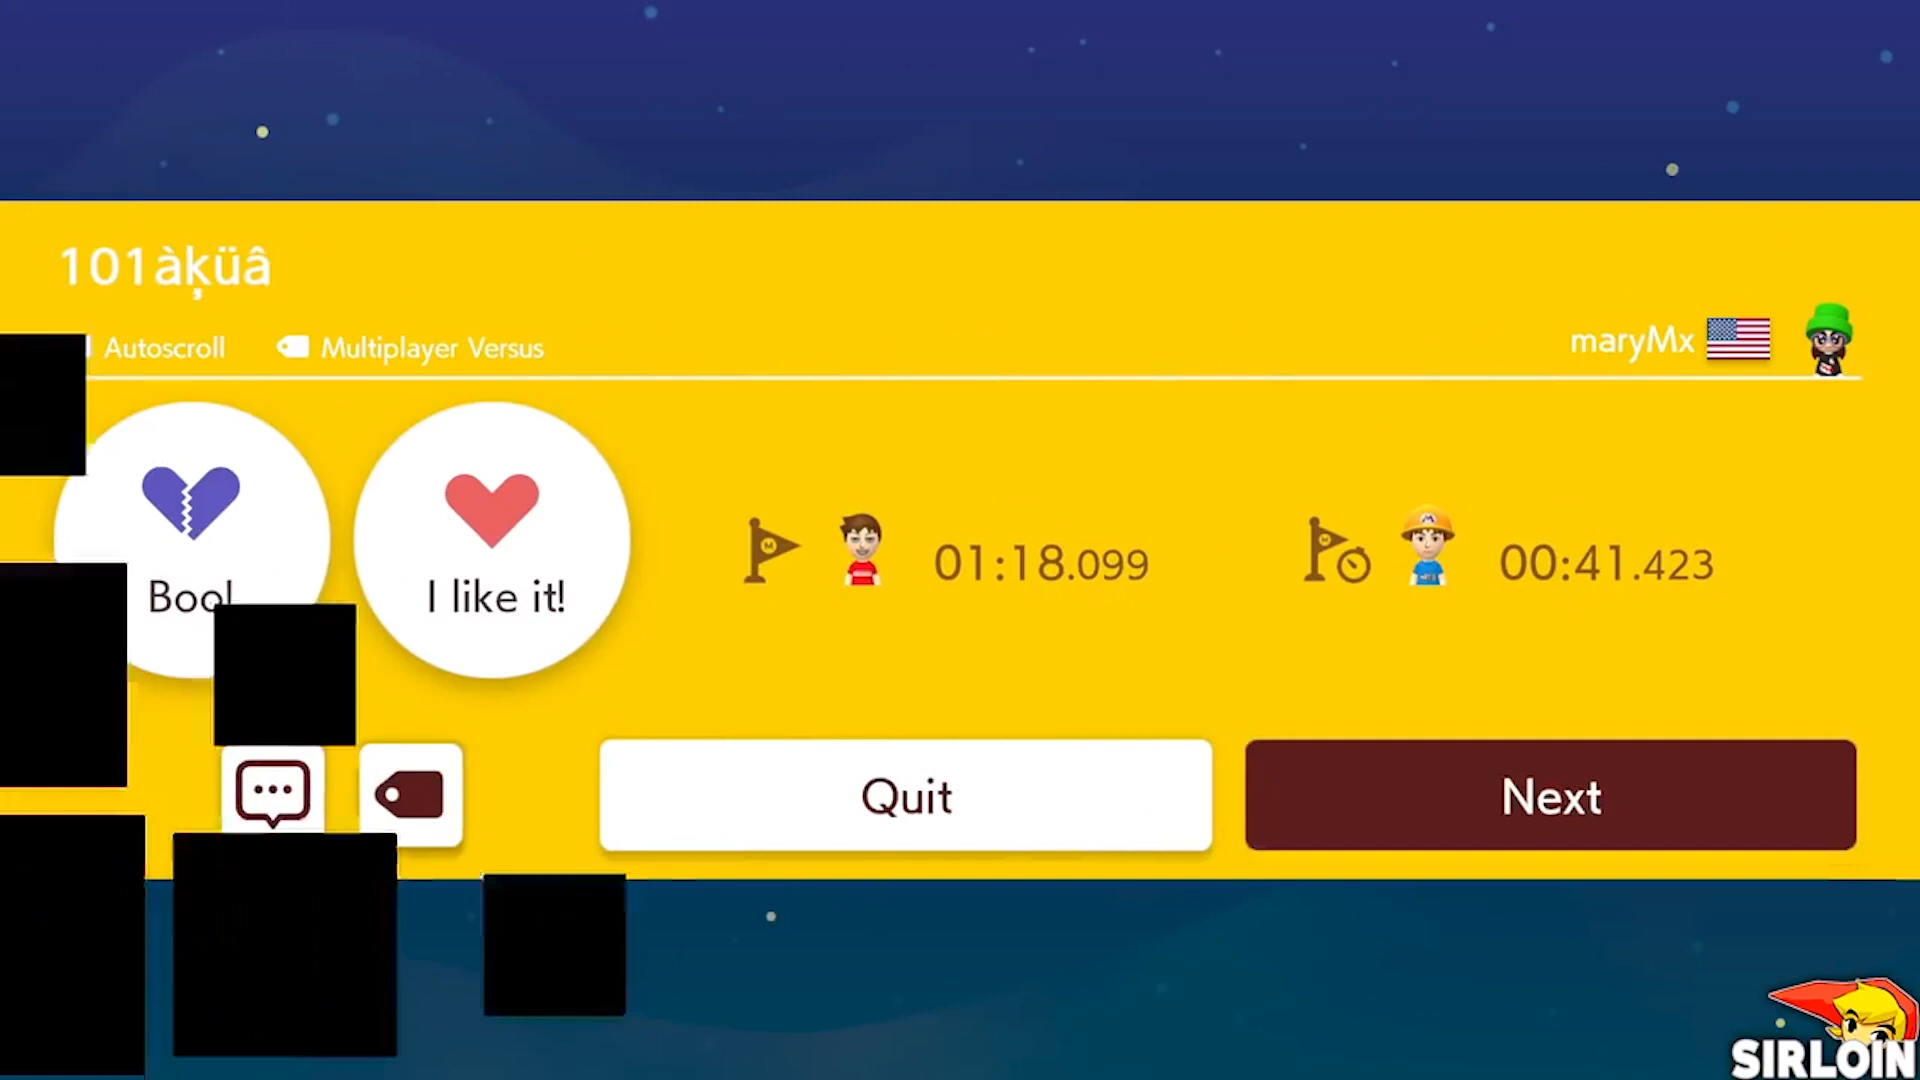 101àķüâ
Autoscroll Multiplayer Versus
maryMx
Boo!
I like it!
01:18.099
00:41.423
Quit
Next
SIRLOIN